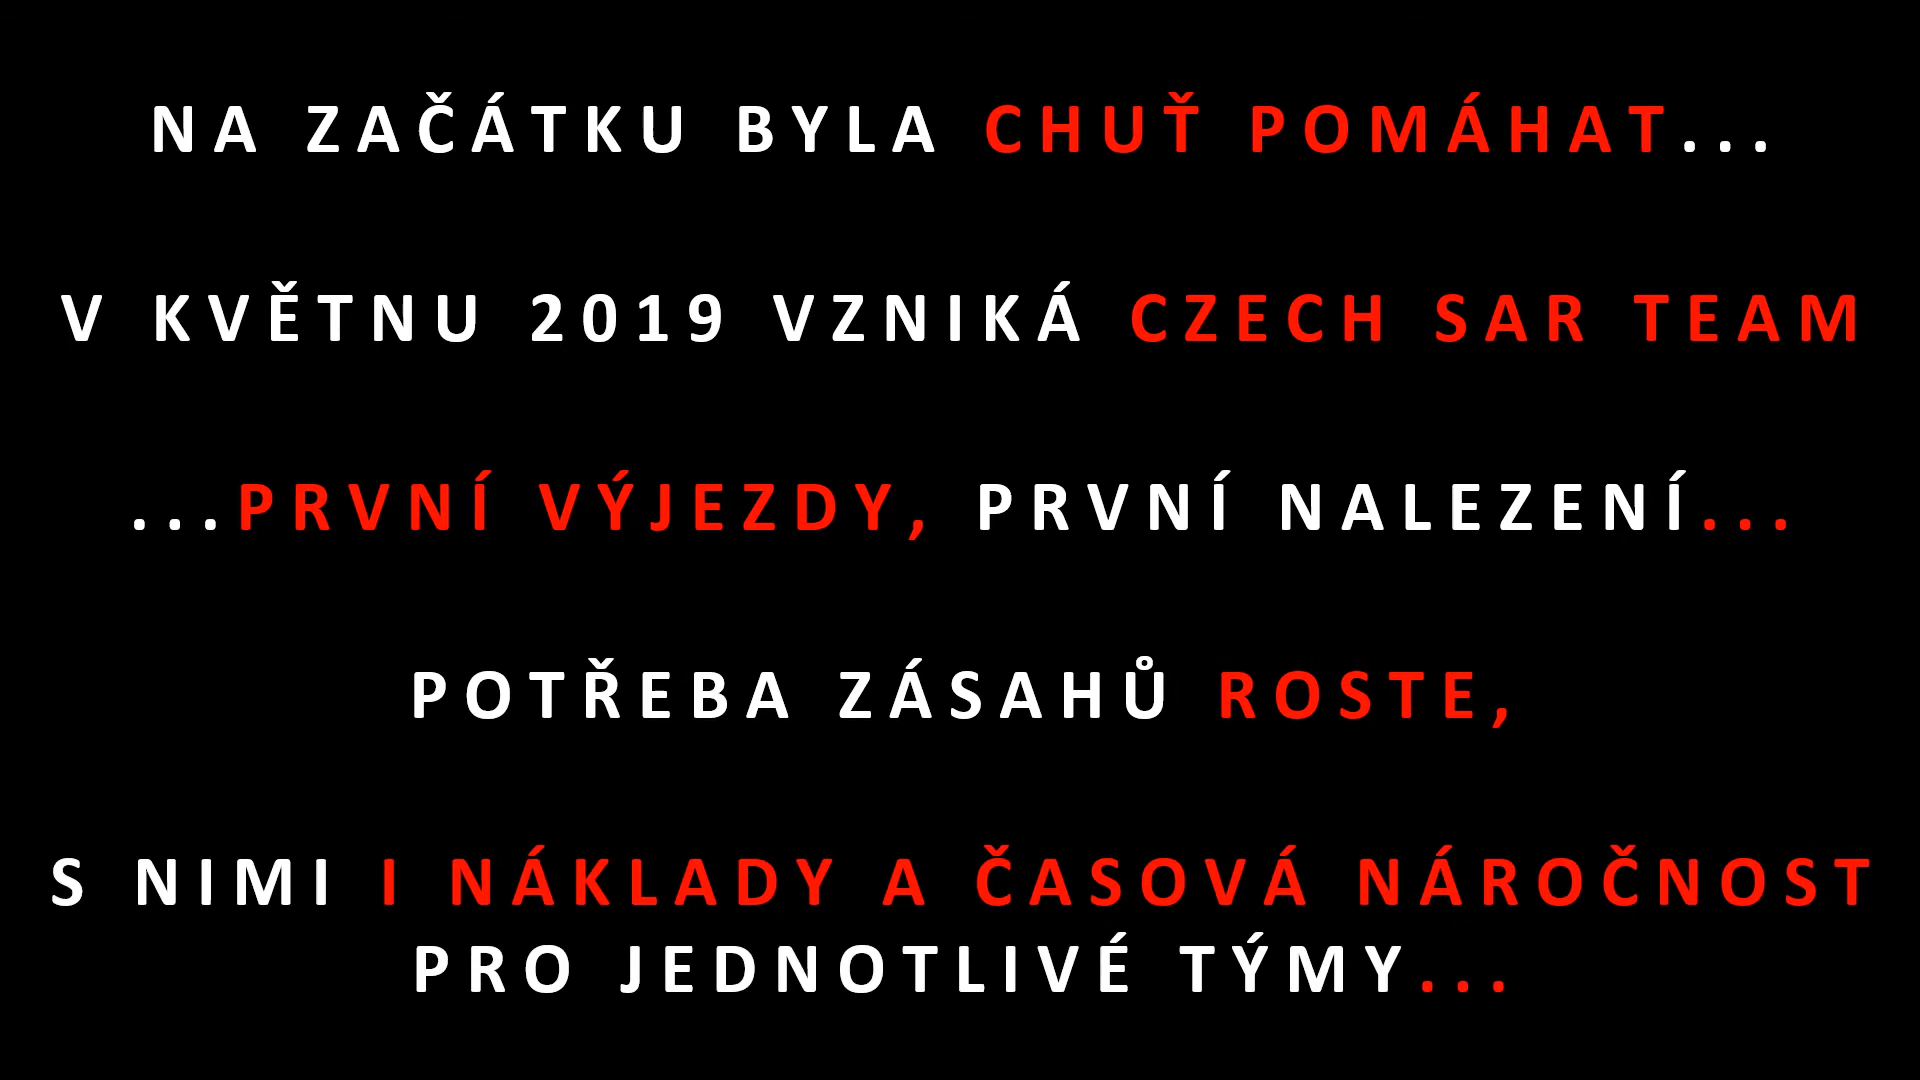 NA ZAČÁTKU BYLA CHUŤ POMÁHAT...
V KVĚTNU 2019 VZNIKÁ CZECH SAR TEAM
...PRVNÍ VÝJEZDY, PRVNÍ NALEZENÍ...
POTŘEBA ZÁSAHŮ ROSTE,
S NIMI I NÁKLADY A ČASOVÁ NÁROČNOST
PRO JEDNOTLIVÉ TÝMY...